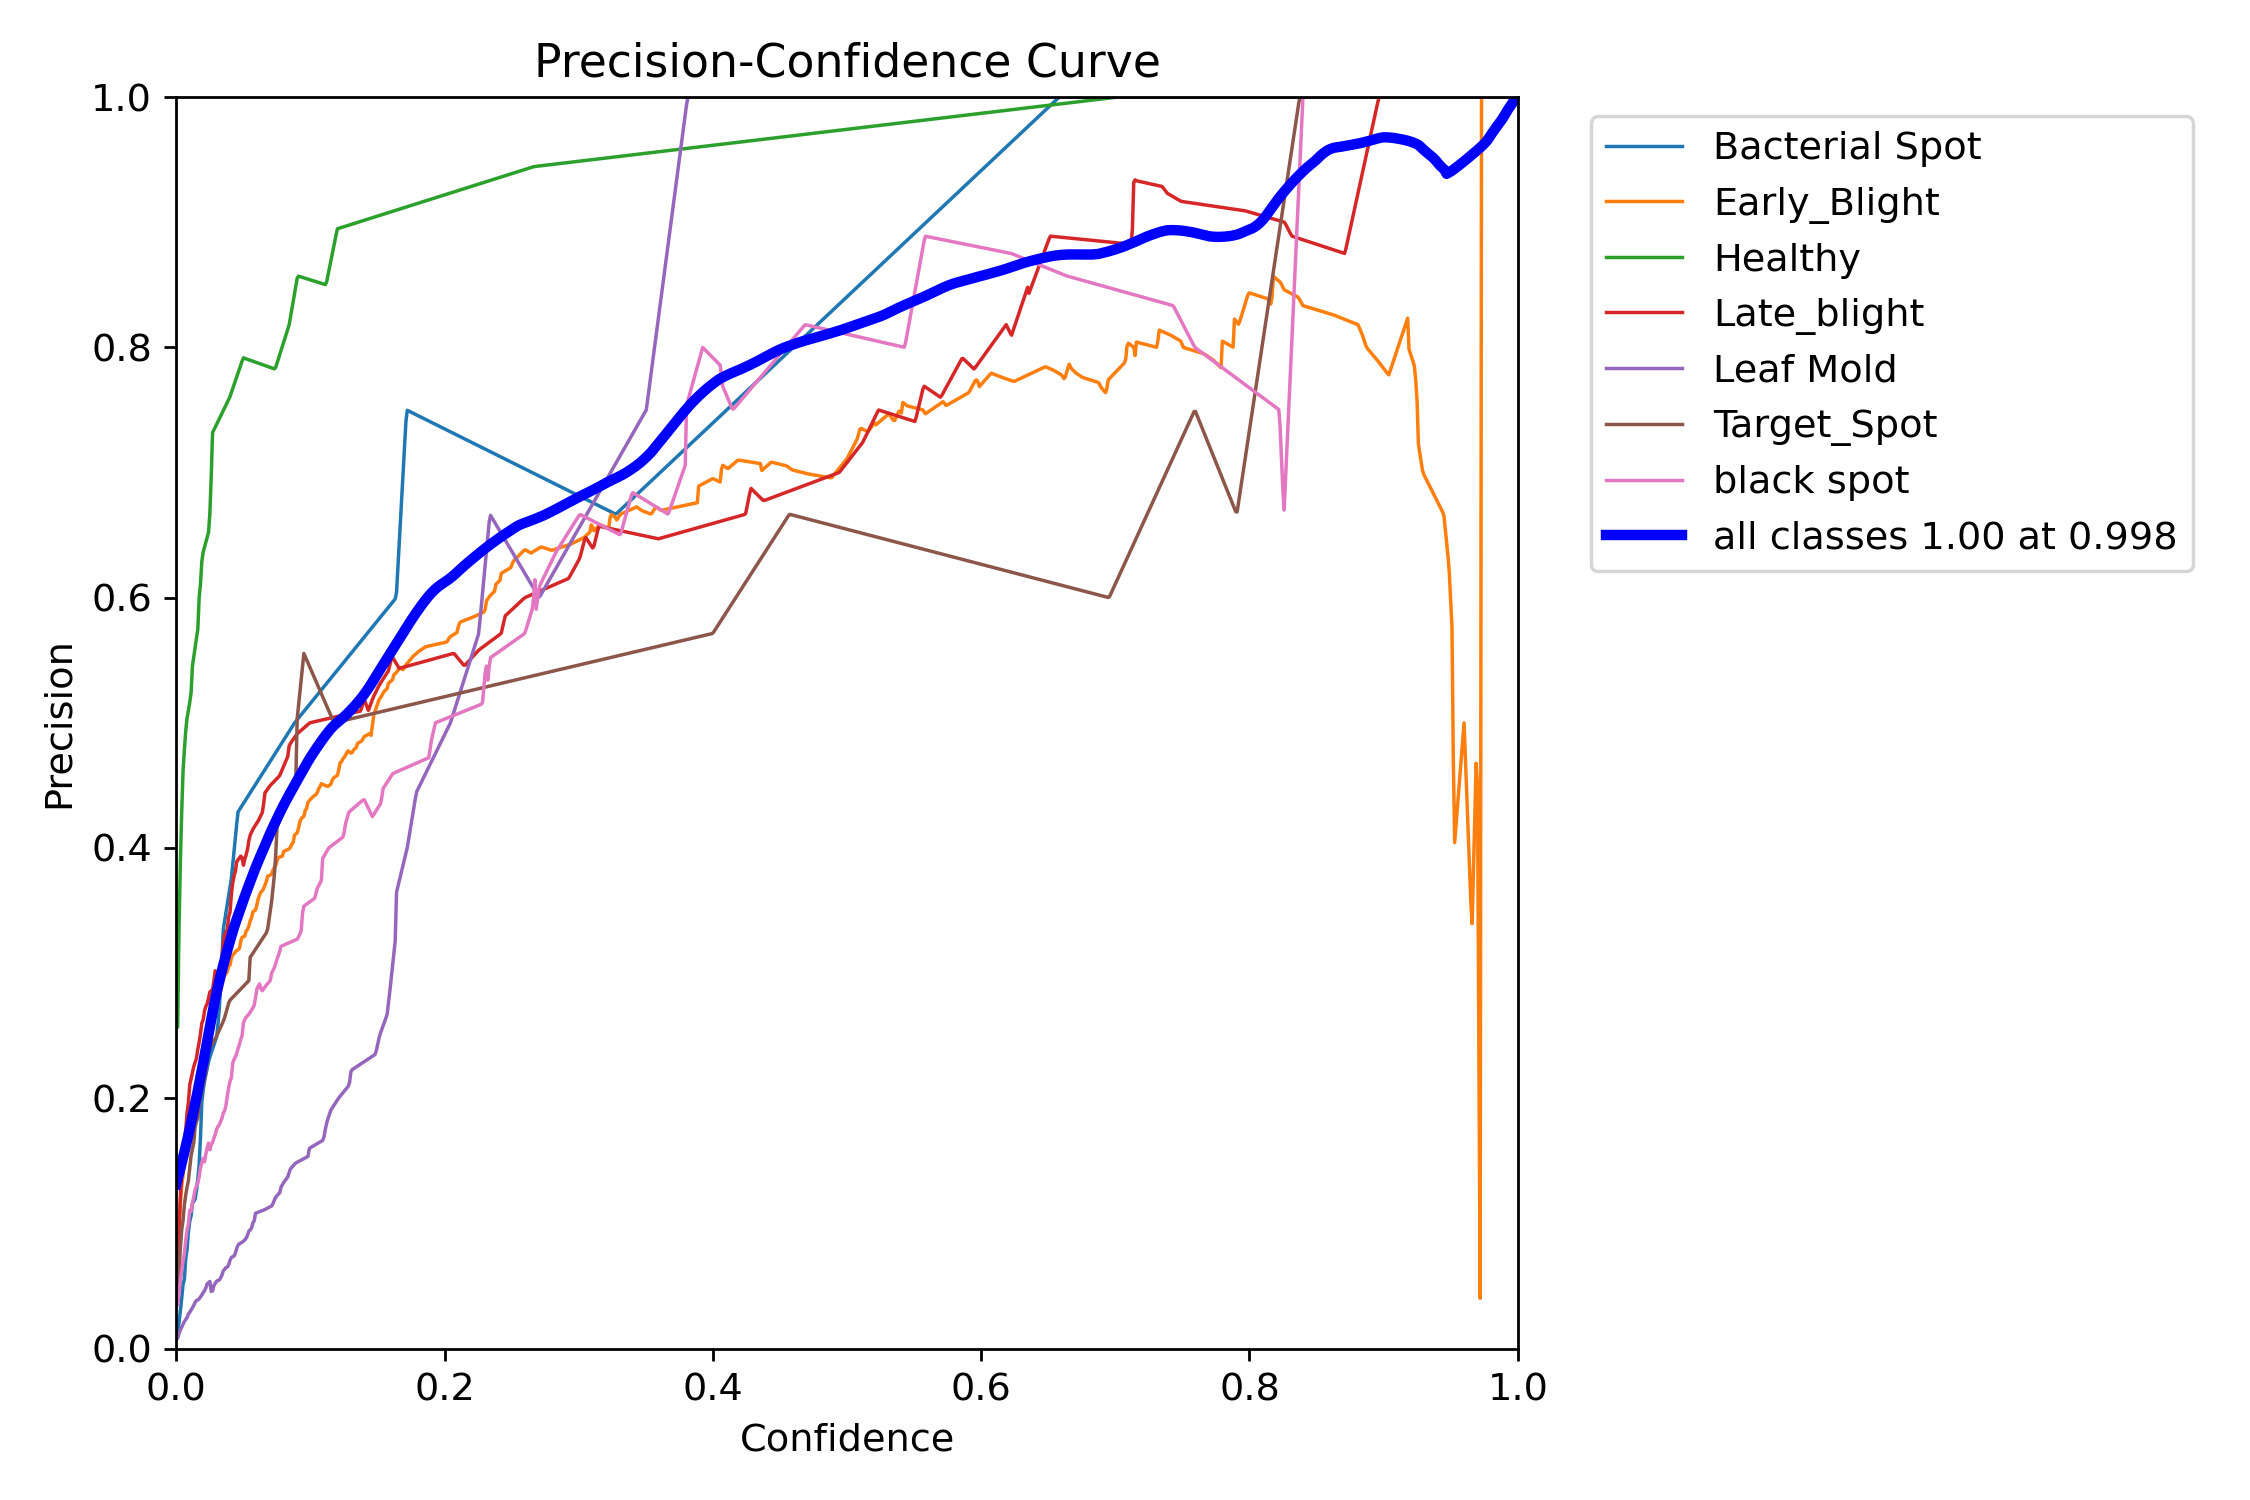 Precision-Confidence Curve
1.0
0.8
0.6
0.4
0.2
0.0
Precision
0.0 0.2 0.4 0.6 0.8 1.0
Confidence
Bacterial Spot
Early_Blight
Healthy
Late_blight
Leaf Mold
Target_Spot
black spot
all classes 1.00 at 0.998